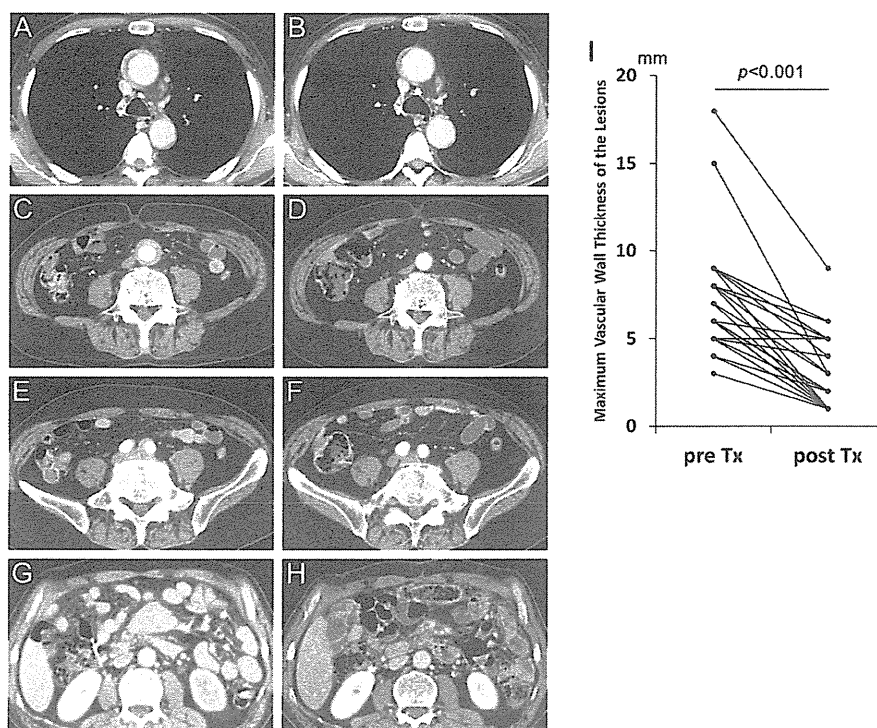 A
B
C
D
E
F
G
H
I
mm
p<0.001
Maximum Vascular Wall Thickness of the Lesions
20
15
10
5
0
pre Tx
post Tx